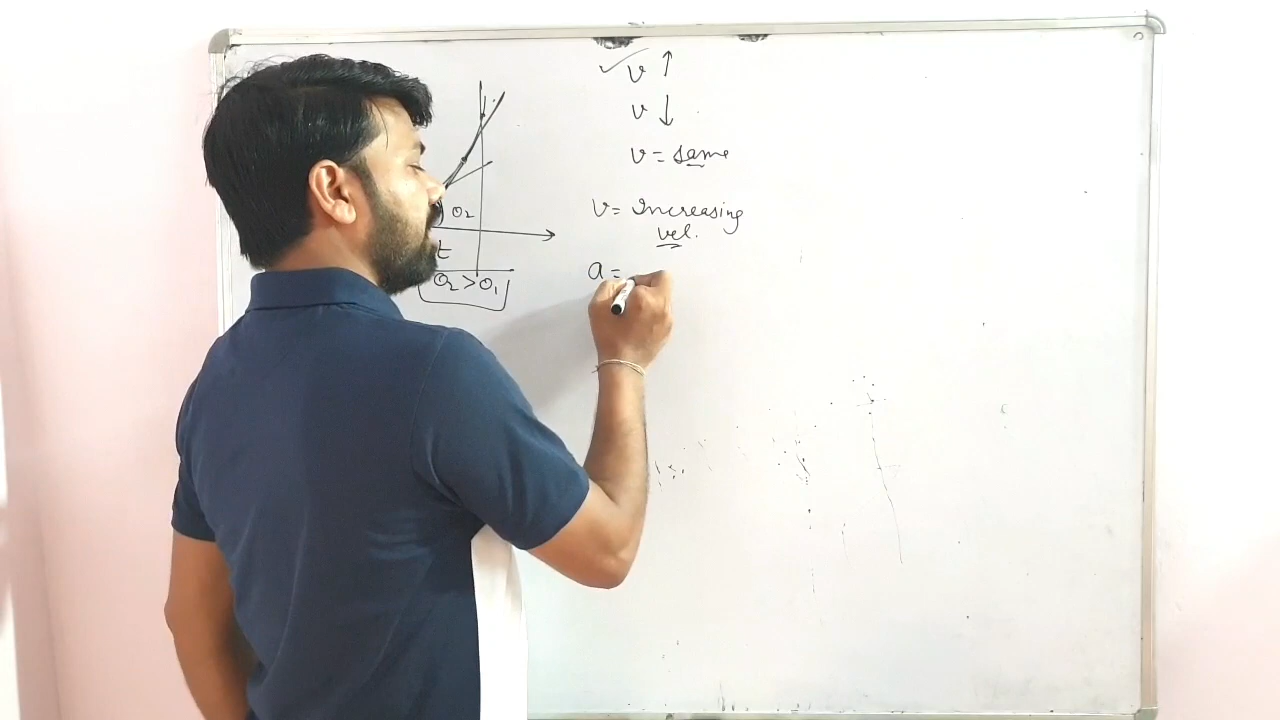 v ↑
v ↓
v = same
v = Increasing
vel.
a =
θ₂
t
θ₂ > θ₁